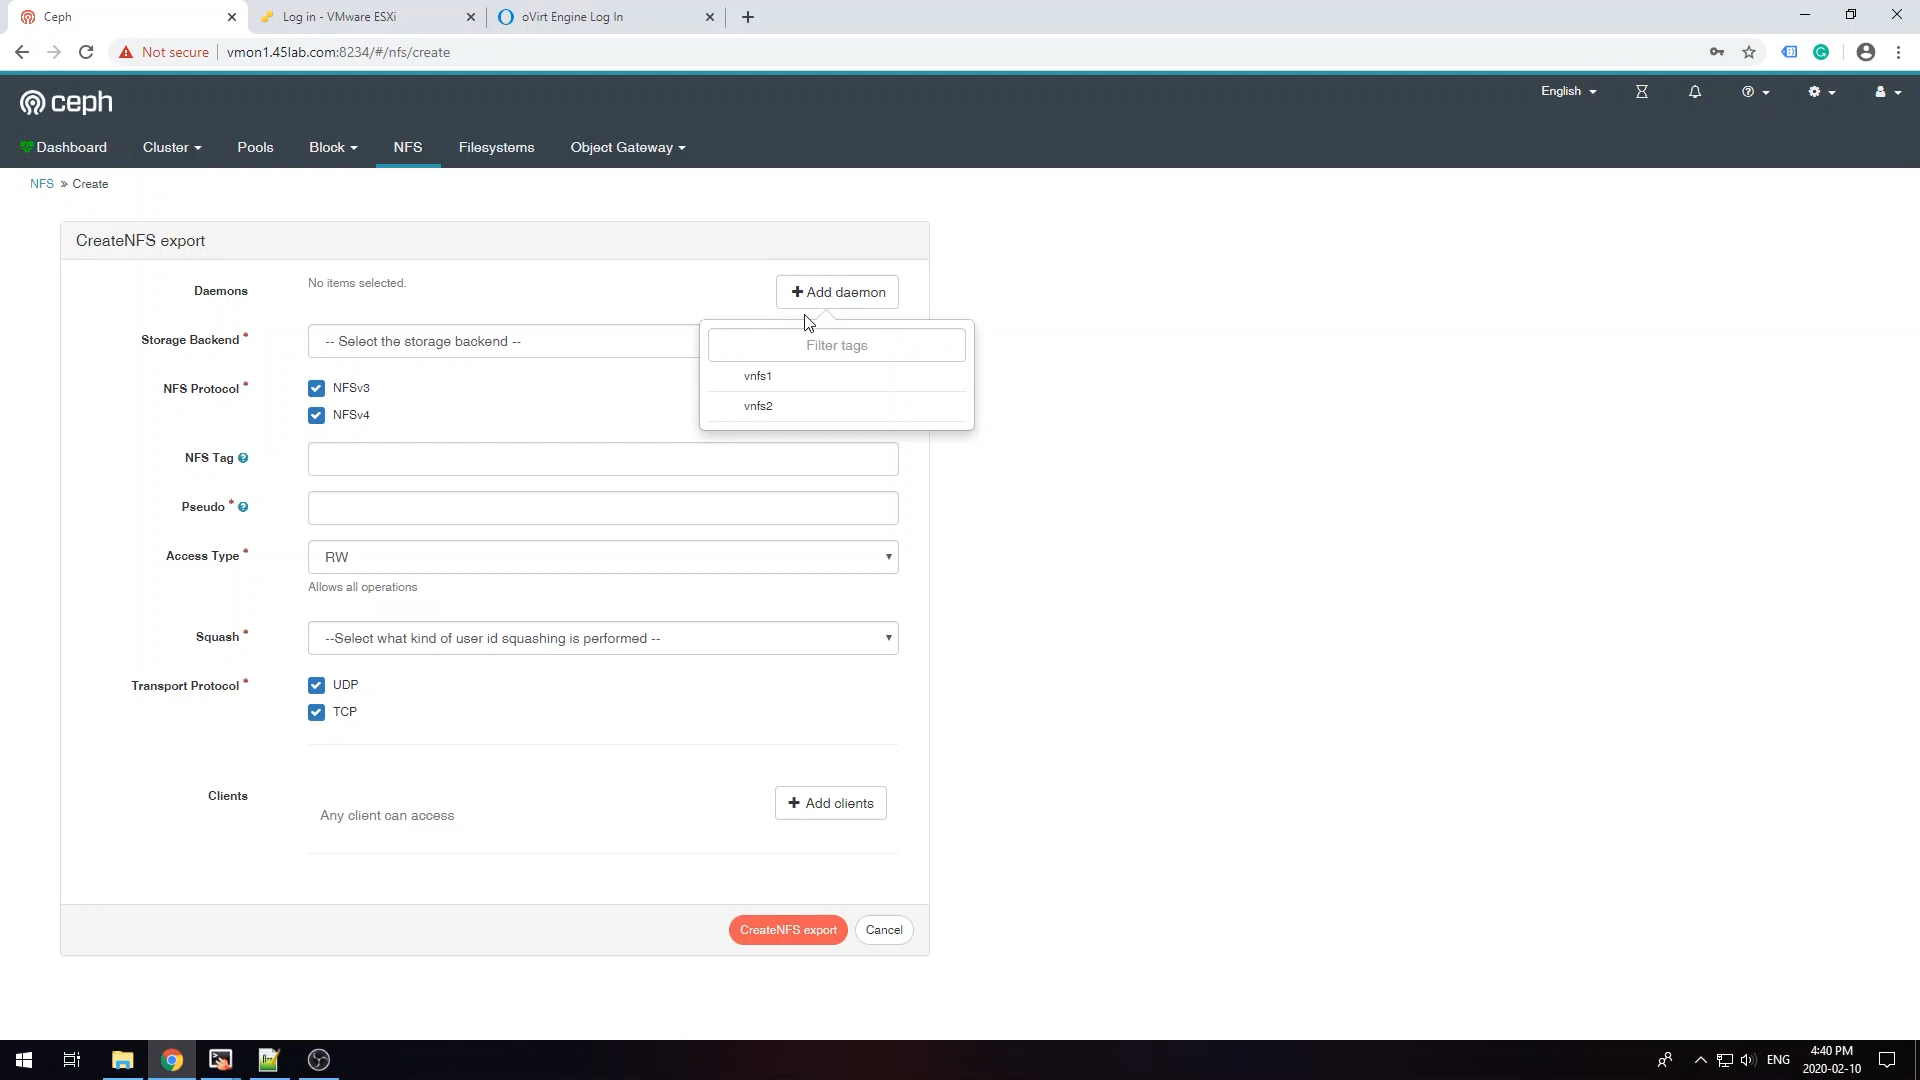 Ceph
Log in - VMware ESXi
oVirt Engine Log In
Not secure
vmon1.45lab.com:8234/#/nfs/create
ceph
English
Dashboard
Cluster
Pools
Block
NFS
Filesystems
Object Gateway
NFS » Create
CreateNFS export
Daemons
No items selected.
Add daemon
Storage Backend *
-- Select the storage backend --
Filter tags
vnfs1
vnfs2
NFS Protocol *
NFSv3
NFSv4
NFS Tag
Pseudo *
Access Type *
RW
Allows all operations
Squash *
--Select what kind of user id squashing is performed --
Transport Protocol *
UDP
TCP
Clients
Any client can access
Add clients
CreateNFS export
Cancel
ENG
4:40 PM
2020-02-10